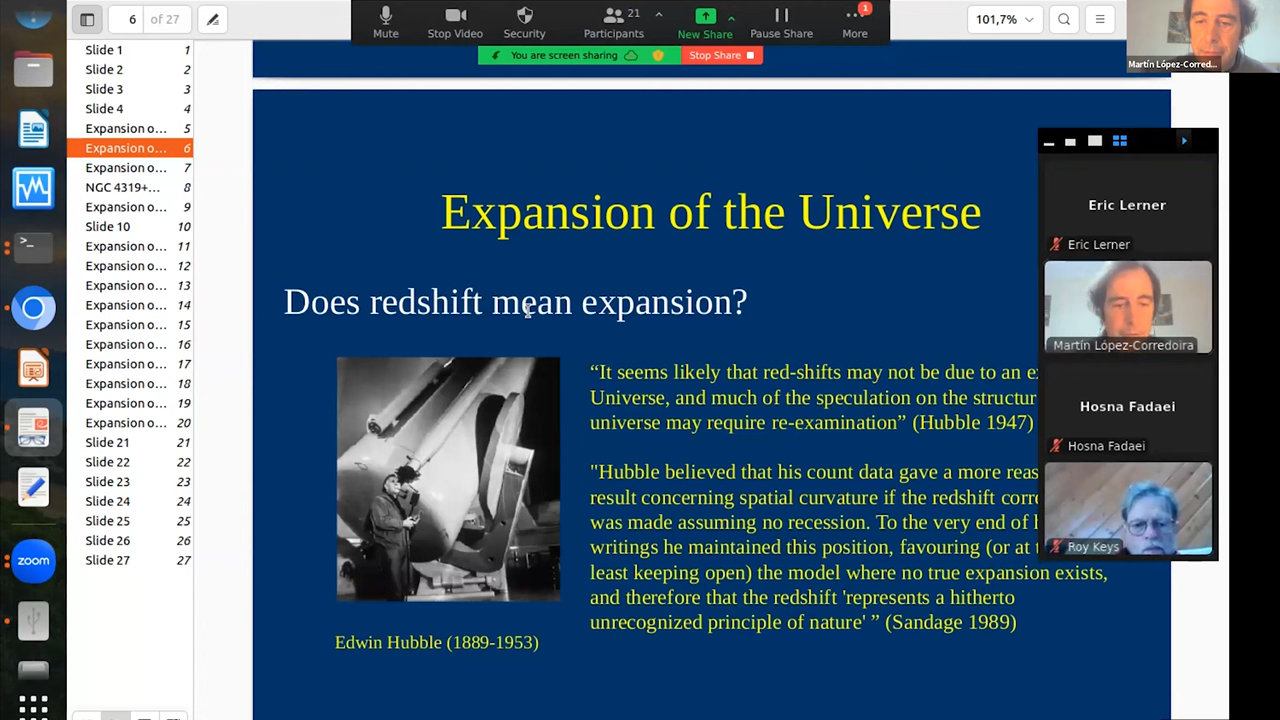 6 of 27
Mute
Stop Video
Security
21
Participants
New Share
Pause Share
1
More
101,7%
You are screen sharing
Stop Share
Martín López-Corred...
Slide 1 1
Slide 2 2
Slide 3 3
Slide 4 4
Expansion o... 5
Expansion o... 6
Expansion o... 7
NGC 4319+... 8
Expansion o... 9
Slide 10 10
Expansion o... 11
Expansion o... 12
Expansion o... 13
Expansion o... 14
Expansion o... 15
Expansion o... 16
Expansion o... 17
Expansion o... 18
Expansion o... 19
Expansion o... 20
Slide 21 21
Slide 22 22
Slide 23 23
Slide 24 24
Slide 25 25
Slide 26 26
Slide 27 27
zoom
Expansion of the Universe
Does redshift mean expansion?
“It seems likely that red-shifts may not be due to an
Universe, and much of the speculation on the
universe may require re-examination” (Hubble 1947)
"Hubble believed that his count data gave a more
result concerning spatial curvature if the redshift
was made assuming no recession. To the very end of
writings he maintained this position, favouring (or at
least keeping open) the model where no true expansion exists,
and therefore that the redshift 'represents a hitherto
unrecognized principle of nature' ” (Sandage 1989)
Edwin Hubble (1889-1953)
Eric Lerner
Eric Lerner
Martín López-Corredoira
Hosna Fadaei
Hosna Fadaei
Roy Keys